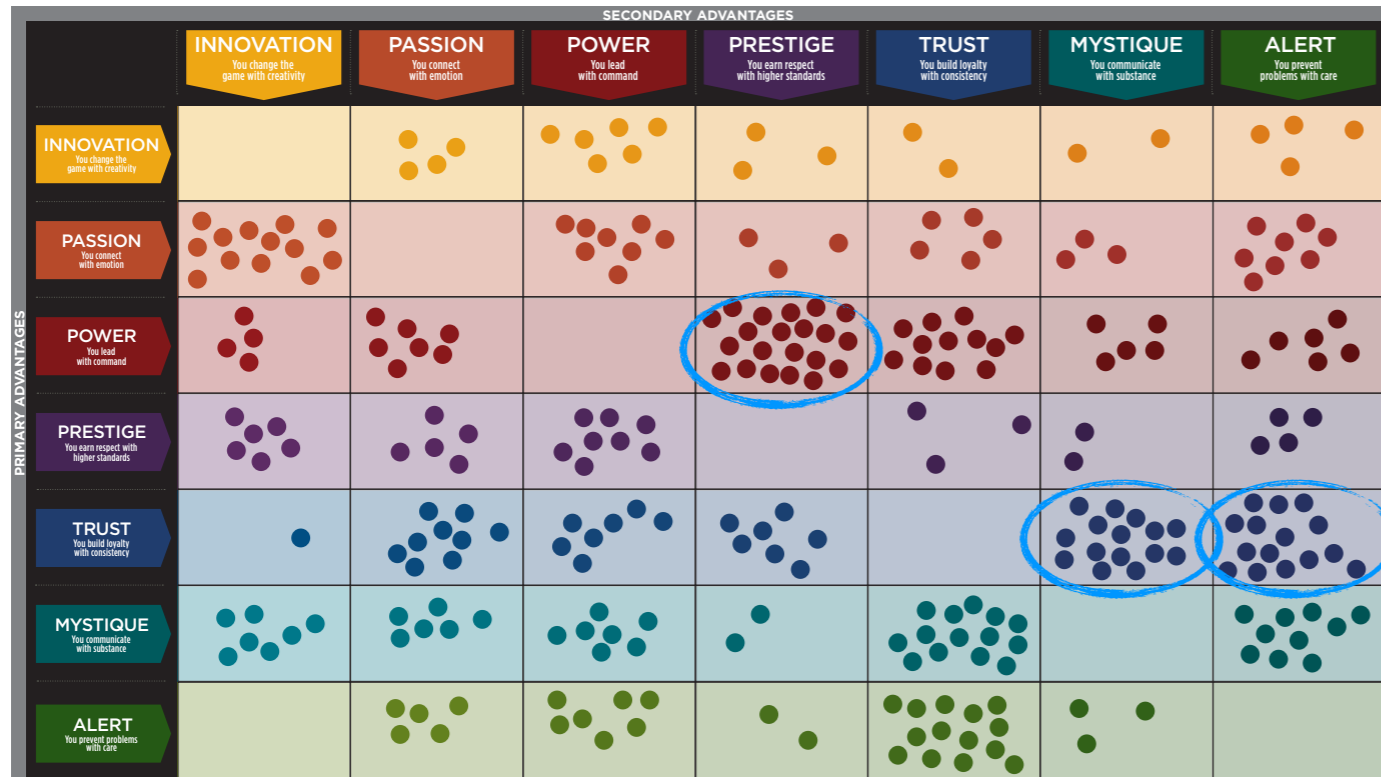 SECONDARY ADVANTAGES
INNOVATION
You change the
game with creativity
PASSION
You connect
with emotion
POWER
You lead
with command
PRESTIGE
You earn respect
with higher standards
TRUST
You build loyalty
with consistency
MYSTIQUE
You communicate
with substance
ALERT
You prevent
problems with care
PRIMARY ADVANTAGES
INNOVATION
You change the
game with creativity
PASSION
You connect
with emotion
POWER
You lead
with command
PRESTIGE
You earn respect with
higher standards
TRUST
You build loyalty
with consistency
MYSTIQUE
You communicate
with substance
ALERT
You prevent problems
with care